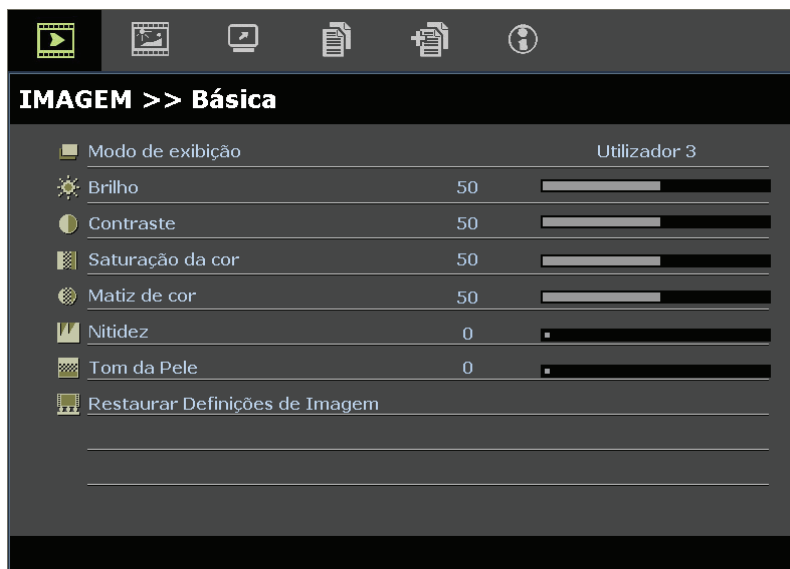 IMAGEM >> Básica
Modo de exibição Utilizador 3
Brilho 50
Contraste 50
Saturação da cor 50
Matiz de cor 50
Nitidez 0
Tom da Pele 0
Restaurar Definições de Imagem